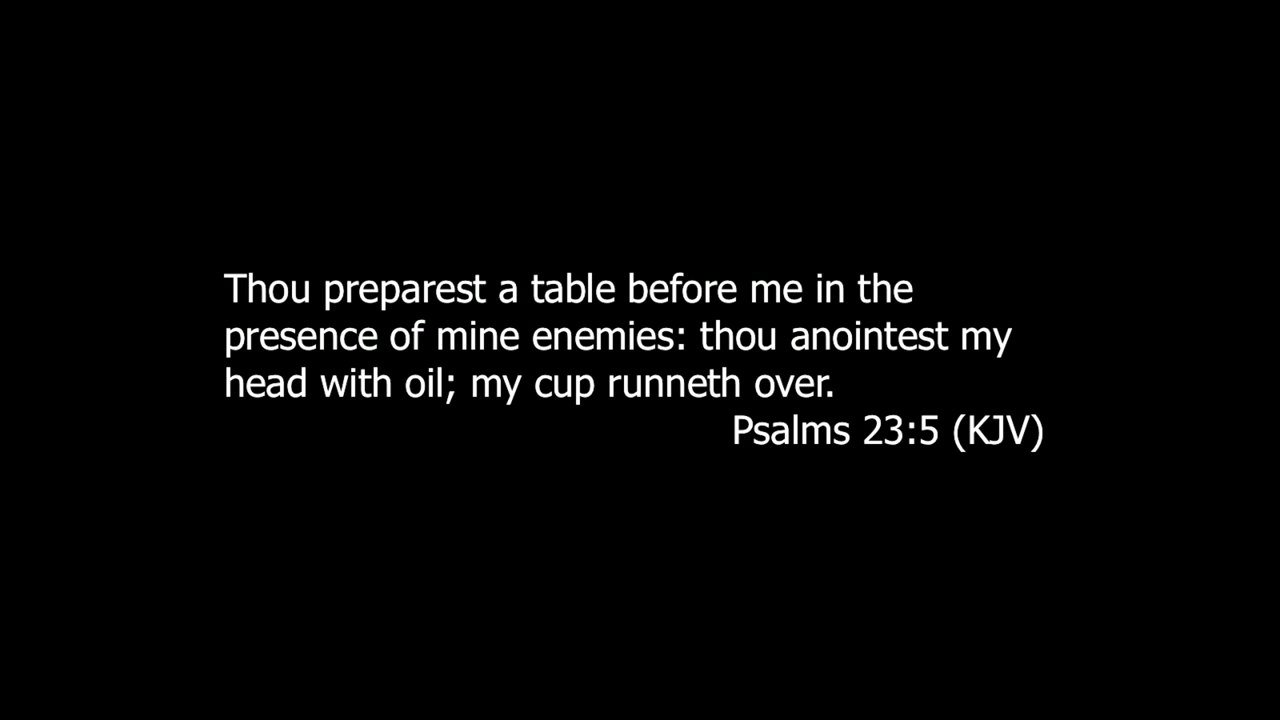 Thou preparest a table before me in the
presence of mine enemies: thou anointest my
head with oil; my cup runneth over.
Psalms 23:5 (KJV)